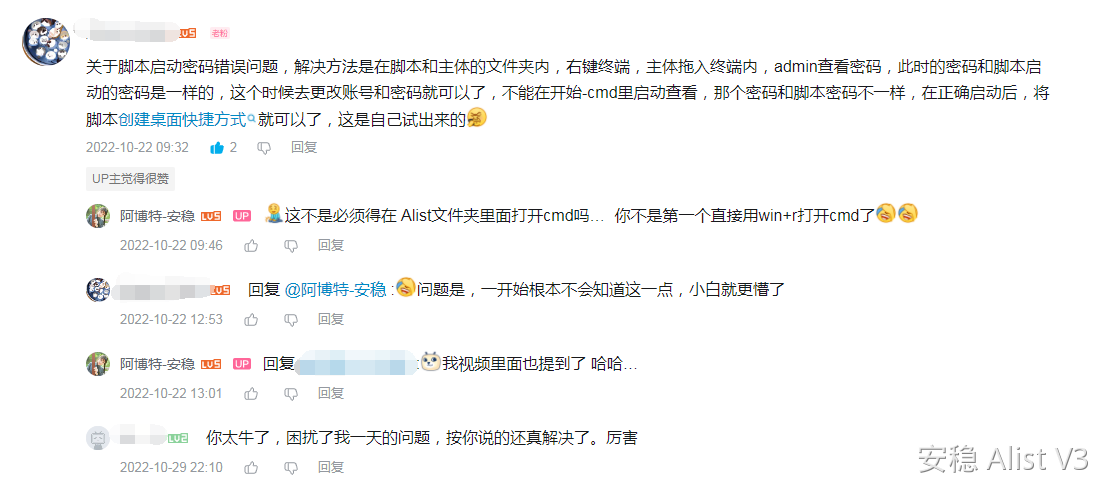 LV5 老粉
关于脚本启动密码错误问题，解决方法是在脚本和主体的文件夹内，右键终端，主体拖入终端内，admin查看密码，此时的密码和脚本启
动的密码是一样的，这个时候去更改账号和密码就可以了，不能在开始-cmd里启动查看，那个密码和脚本密码不一样，在正确启动后，将
脚本创建桌面快捷方式就可以了，这是自己试出来的
2022-10-22 09:32 2 回复
UP主觉得很赞
阿博特-安稳 LV5 UP 这不是必须得在 Alist文件夹里面打开cmd吗... 你不是第一个直接用win+r打开cmd了
2022-10-22 09:46 回复
LV5 回复 @阿博特-安稳 :问题是，一开始根本不会知道这一点，小白就更懵了
2022-10-22 12:53 回复
阿博特-安稳 LV5 UP 回复 :我视频里面也提到了 哈哈...
2022-10-22 13:01 回复
LV2 你太牛了，困扰了我一天的问题，按你说的还真解决了。厉害
2022-10-29 22:10 回复
安稳 Alist V3